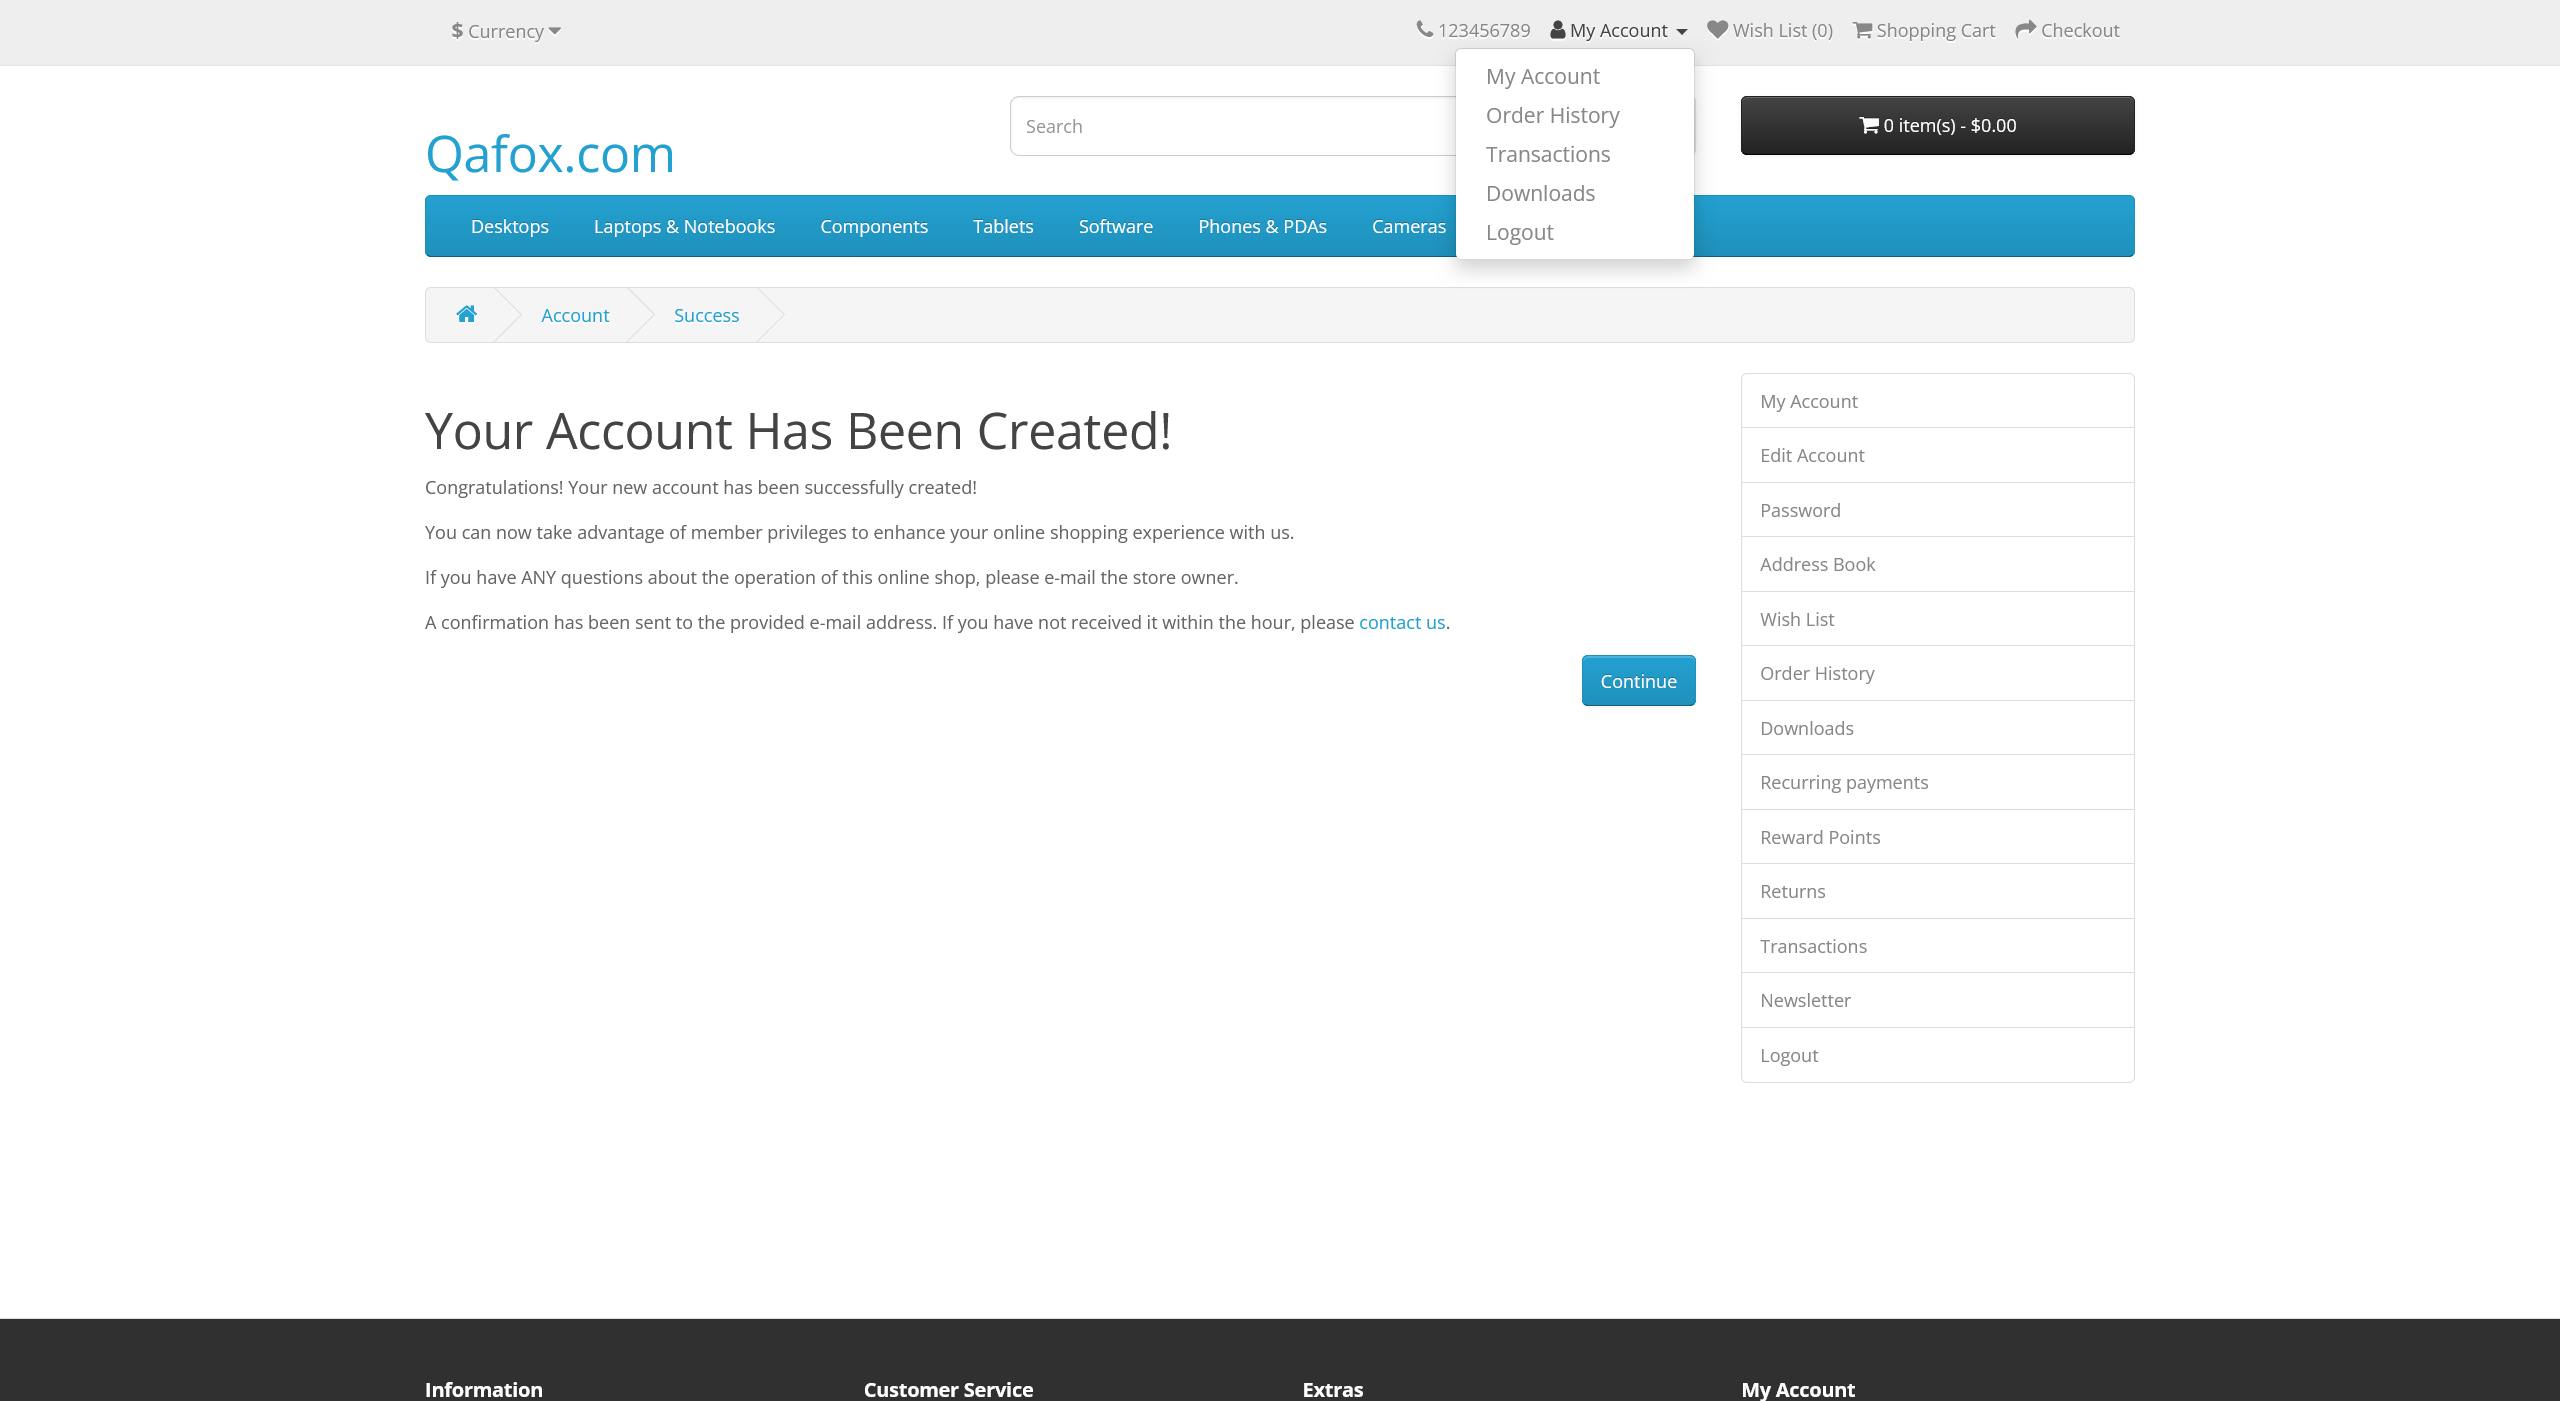 $ Currency
123456789
My Account
Wish List (0)
Shopping Cart
Checkout
My Account
Order History
Transactions
Downloads
Logout
Qafox.com
Search
0 item(s) - $0.00
Desktops
Laptops & Notebooks
Components
Tablets
Software
Phones & PDAs
Cameras
Account
Success
Your Account Has Been Created!
Congratulations! Your new account has been successfully created!
You can now take advantage of member privileges to enhance your online shopping experience with us.
If you have ANY questions about the operation of this online shop, please e-mail the store owner.
A confirmation has been sent to the provided e-mail address. If you have not received it within the hour, please contact us.
Continue
My Account
Edit Account
Password
Address Book
Wish List
Order History
Downloads
Recurring payments
Reward Points
Returns
Transactions
Newsletter
Logout
Information
Customer Service
Extras
My Account